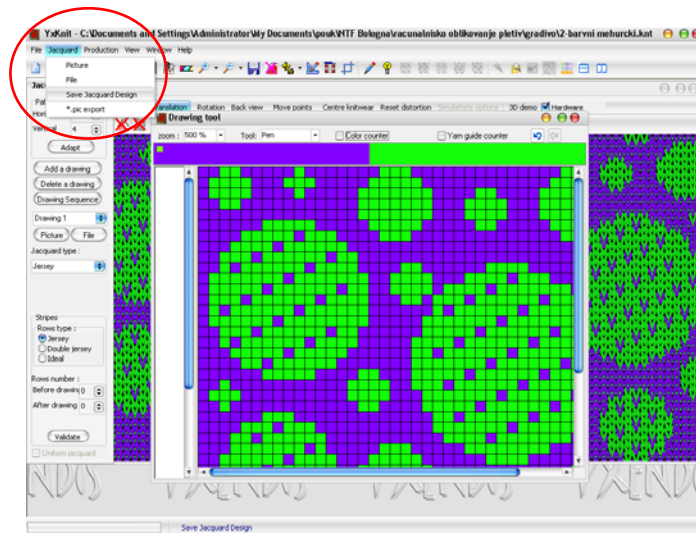 YxKnit - C:\Documents and Settings\Administrator\My Documents\pouk\NTF Bologna\racunalnisko oblikovanje pletiv\gradivo\2-barvni mehurcki.knt
File Jacquard Production View Window Help
Picture
File
Save Jacquard Design
*.pic export
Translation Rotation Back view Move points Centre knitwear Reset distortion Simulations options 3D demo Hardware
Drawing tool
zoom : 500 % Tool: Pen Color counter Yarn guide counter
Vertical 4
Adapt
Add a drawing
Delete a drawing
Drawing Sequence
Drawing 1
Picture File
Jacquard type :
Jersey
Stripes
Rows type :
Jersey
Double jersey
Ideal
Rows number :
Before drawing 0
After drawing 0
Validate
Uniform jacquard
YXENDIS
Save Jacquard Design